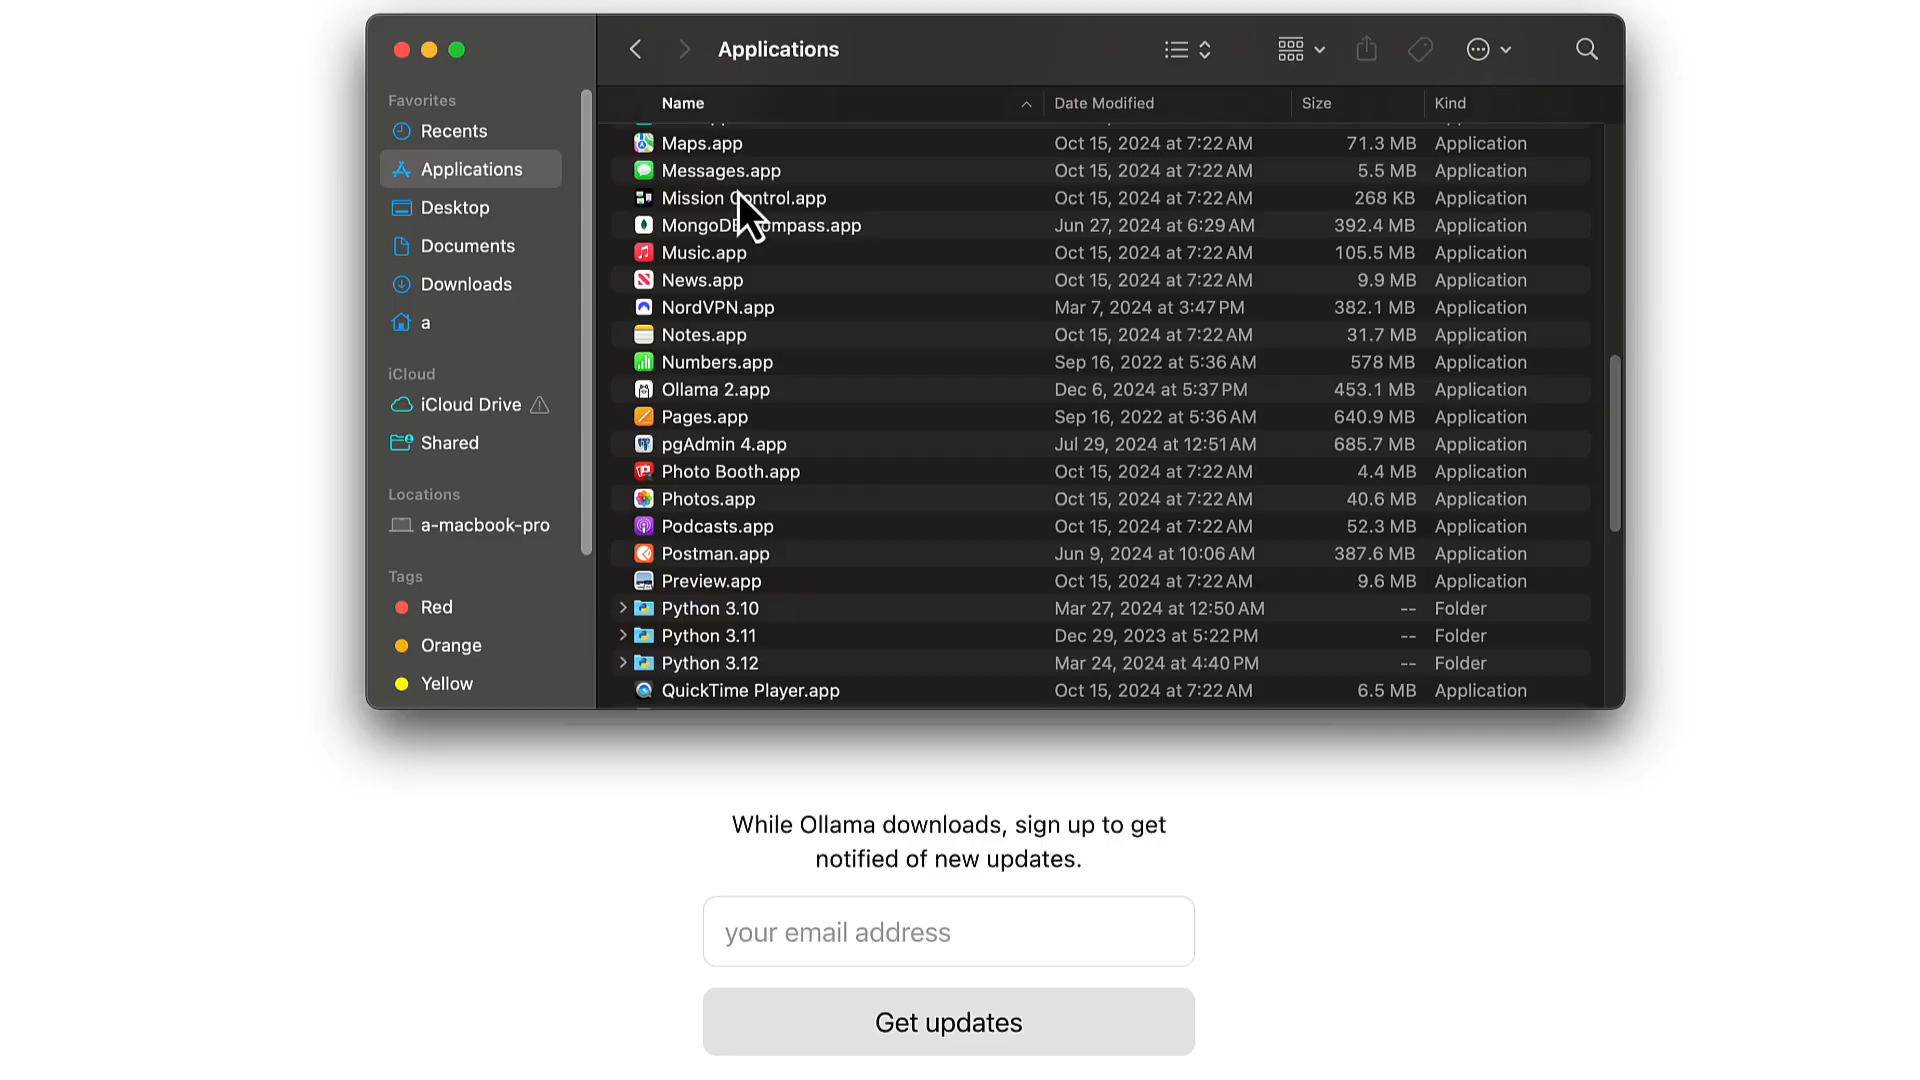 Applications
Favorites
Recents
Applications
Desktop
Documents
Downloads
a
iCloud
iCloud Drive
Shared
Locations
a-macbook-pro
Tags
Red
Orange
Yellow
Name Date Modified Size Kind
Maps.app Oct 15, 2024 at 7:22 AM 71.3 MB Application
Messages.app Oct 15, 2024 at 7:22 AM 5.5 MB Application
Mission Control.app Oct 15, 2024 at 7:22 AM 268 KB Application
MongoDB Compass.app Jun 27, 2024 at 6:29 AM 392.4 MB Application
Music.app Oct 15, 2024 at 7:22 AM 105.5 MB Application
News.app Oct 15, 2024 at 7:22 AM 9.9 MB Application
NordVPN.app Mar 7, 2024 at 3:47 PM 382.1 MB Application
Notes.app Oct 15, 2024 at 7:22 AM 31.7 MB Application
Numbers.app Sep 16, 2022 at 5:36 AM 578 MB Application
Ollama 2.app Dec 6, 2024 at 5:37 PM 453.1 MB Application
Pages.app Sep 16, 2022 at 5:36 AM 640.9 MB Application
pgAdmin 4.app Jul 29, 2024 at 12:51 AM 685.7 MB Application
Photo Booth.app Oct 15, 2024 at 7:22 AM 4.4 MB Application
Photos.app Oct 15, 2024 at 7:22 AM 40.6 MB Application
Podcasts.app Oct 15, 2024 at 7:22 AM 52.3 MB Application
Postman.app Jun 9, 2024 at 10:06 AM 387.6 MB Application
Preview.app Oct 15, 2024 at 7:22 AM 9.6 MB Application
Python 3.10 Mar 27, 2024 at 12:50 AM -- Folder
Python 3.11 Dec 29, 2023 at 5:22 PM -- Folder
Python 3.12 Mar 24, 2024 at 4:40 PM -- Folder
QuickTime Player.app Oct 15, 2024 at 7:22 AM 6.5 MB Application
While Ollama downloads, sign up to get
notified of new updates.
your email address
Get updates